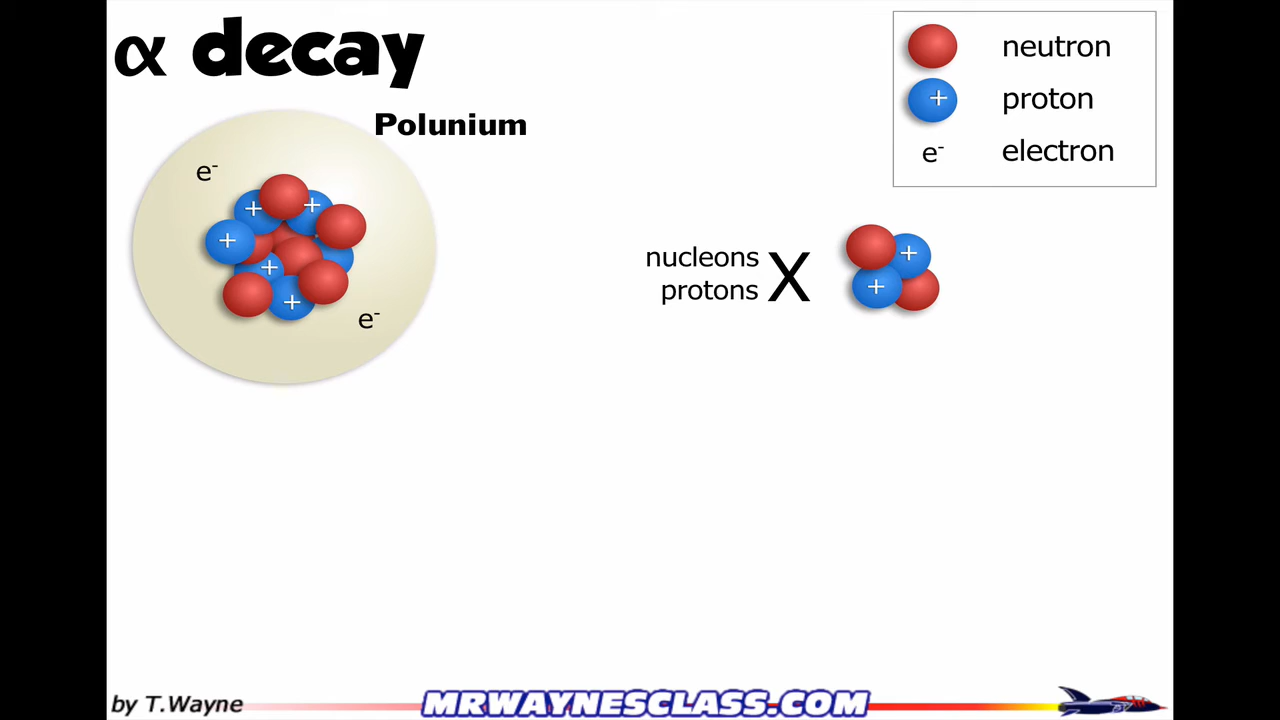 α decay
Polunium
neutron
+ proton
e- electron
e-
+ +
+
+
+
e-
nucleons
protons
X
+
+
by T.Wayne
MRWAYNESCLASS.COM